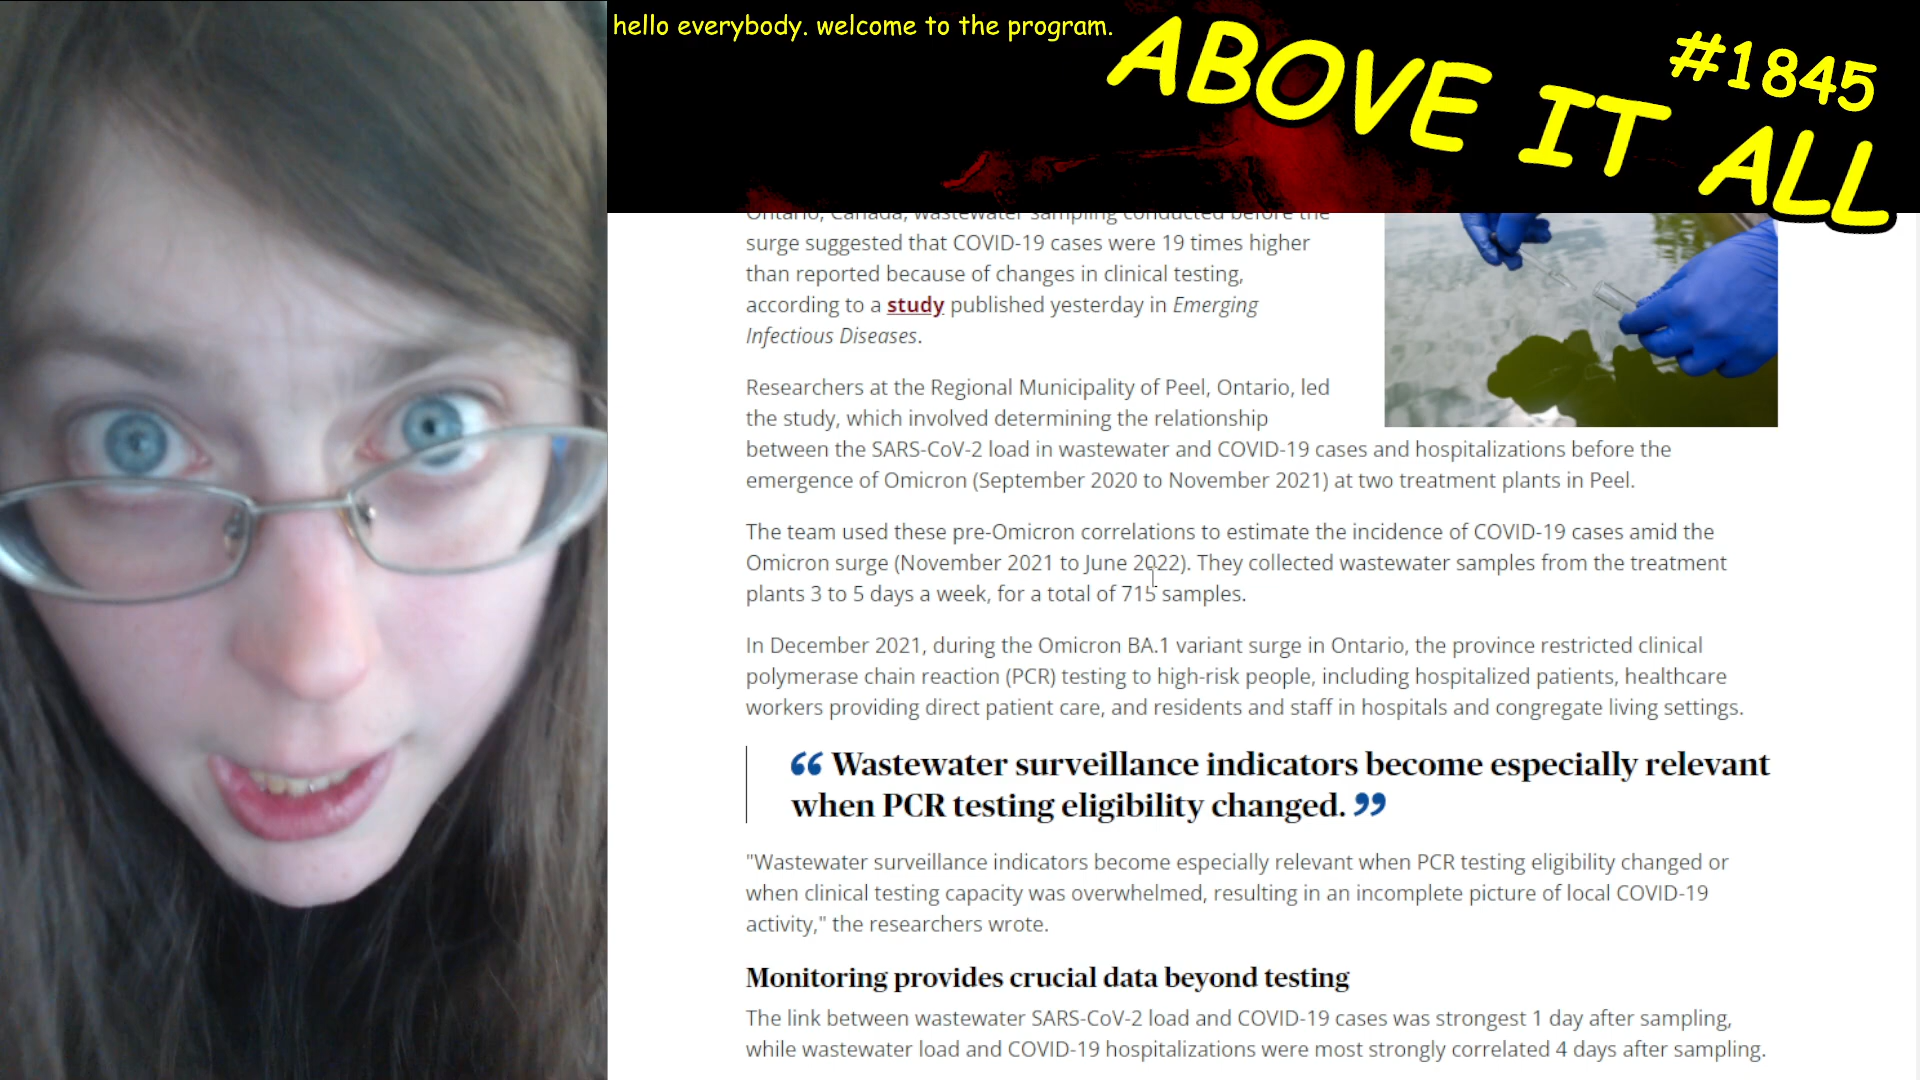 hello everybody. welcome to the program.
ABOVE IT ALL
#1845
Ontario, Canada, wastewater sampling conducted before the
surge suggested that COVID-19 cases were 19 times higher
than reported because of changes in clinical testing,
according to a study published yesterday in Emerging
Infectious Diseases.
Researchers at the Regional Municipality of Peel, Ontario, led
the study, which involved determining the relationship
between the SARS-CoV-2 load in wastewater and COVID-19 cases and hospitalizations before the
emergence of Omicron (September 2020 to November 2021) at two treatment plants in Peel.
The team used these pre-Omicron correlations to estimate the incidence of COVID-19 cases amid the
Omicron surge (November 2021 to June 2022). They collected wastewater samples from the treatment
plants 3 to 5 days a week, for a total of 715 samples.
In December 2021, during the Omicron BA.1 variant surge in Ontario, the province restricted clinical
polymerase chain reaction (PCR) testing to high-risk people, including hospitalized patients, healthcare
workers providing direct patient care, and residents and staff in hospitals and congregate living settings.
“ Wastewater surveillance indicators become especially relevant
when PCR testing eligibility changed. ”
"Wastewater surveillance indicators become especially relevant when PCR testing eligibility changed or
when clinical testing capacity was overwhelmed, resulting in an incomplete picture of local COVID-19
activity," the researchers wrote.
Monitoring provides crucial data beyond testing
The link between wastewater SARS-CoV-2 load and COVID-19 cases was strongest 1 day after sampling,
while wastewater load and COVID-19 hospitalizations were most strongly correlated 4 days after sampling.